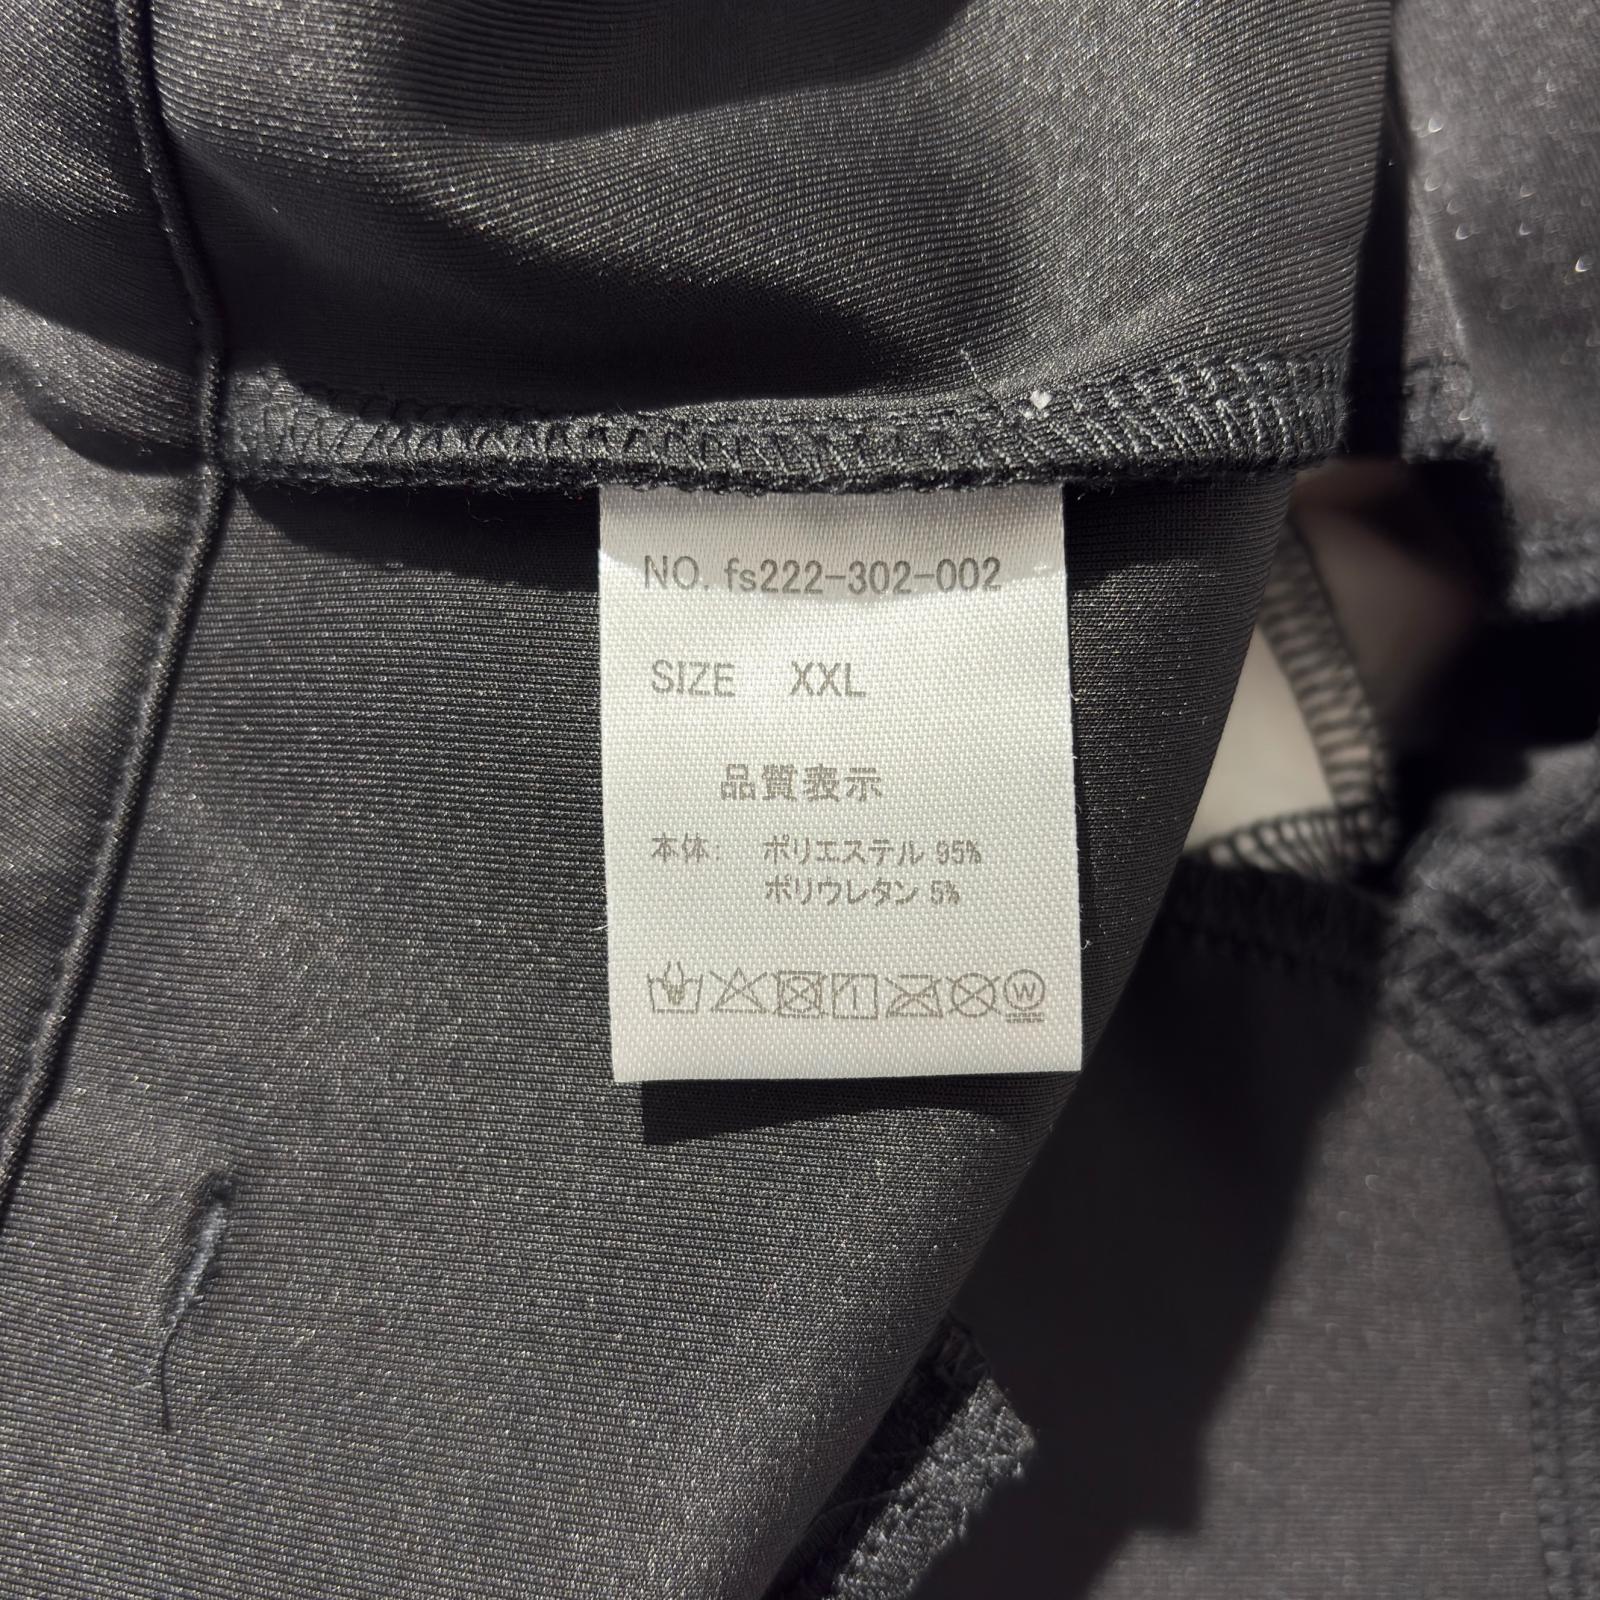 NO. fs222-302-002
SIZE XXL
品質表示
本体: ポリエステル 95%
ポリウレタン 5%
W